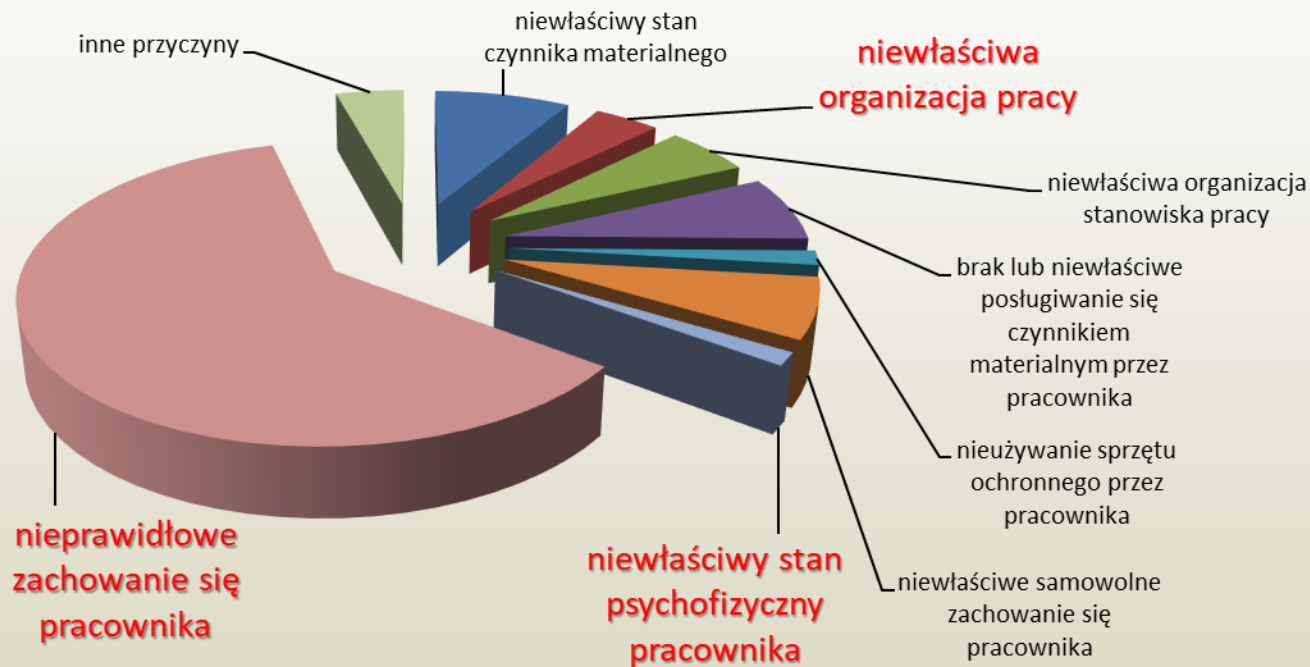 inne przyczyny
niewłaściwy stan
czynnika materialnego
niewłaściwa
organizacja pracy
niewłaściwa organizacja
stanowiska pracy
brak lub niewłaściwe
posługiwanie się
czynnikiem
materialnym przez
pracownika
nieużywanie sprzętu
ochronnego przez
pracownika
niewłaściwe samowolne
zachowanie się
pracownika
niewłaściwy stan
psychofizyczny
pracownika
nieprawidłowe
zachowanie się
pracownika